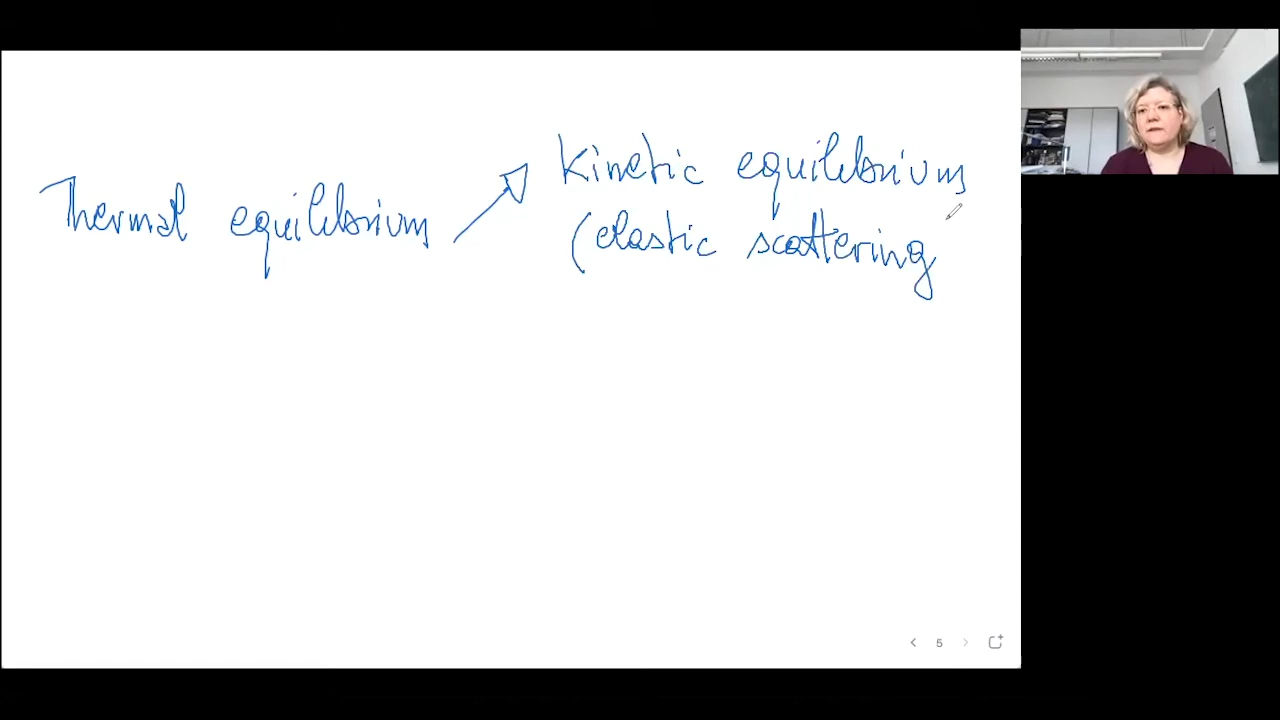 Thermal equilibrium
Kinetic equilibrium
(elastic scattering
< 5 >